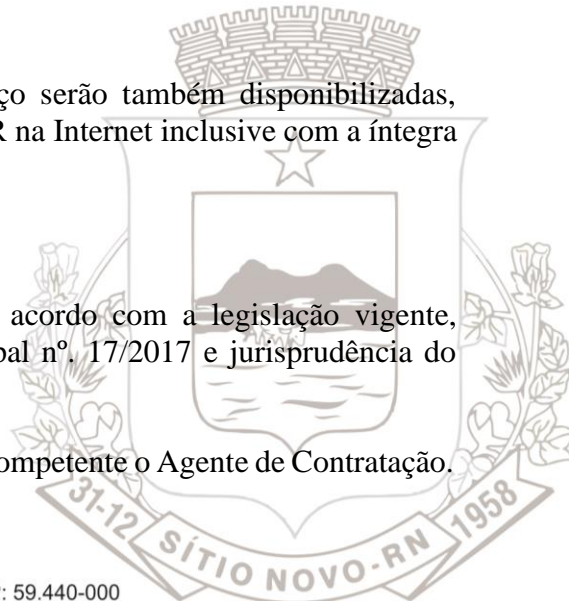 ço serão também disponibilizadas,
R na Internet inclusive com a íntegra
acordo com a legislação vigente,
pal nº. 17/2017 e jurisprudência do
ompetente o Agente de Contratação.
31-12 SÍTIO NOVO-RN 1958
: 59.440-000